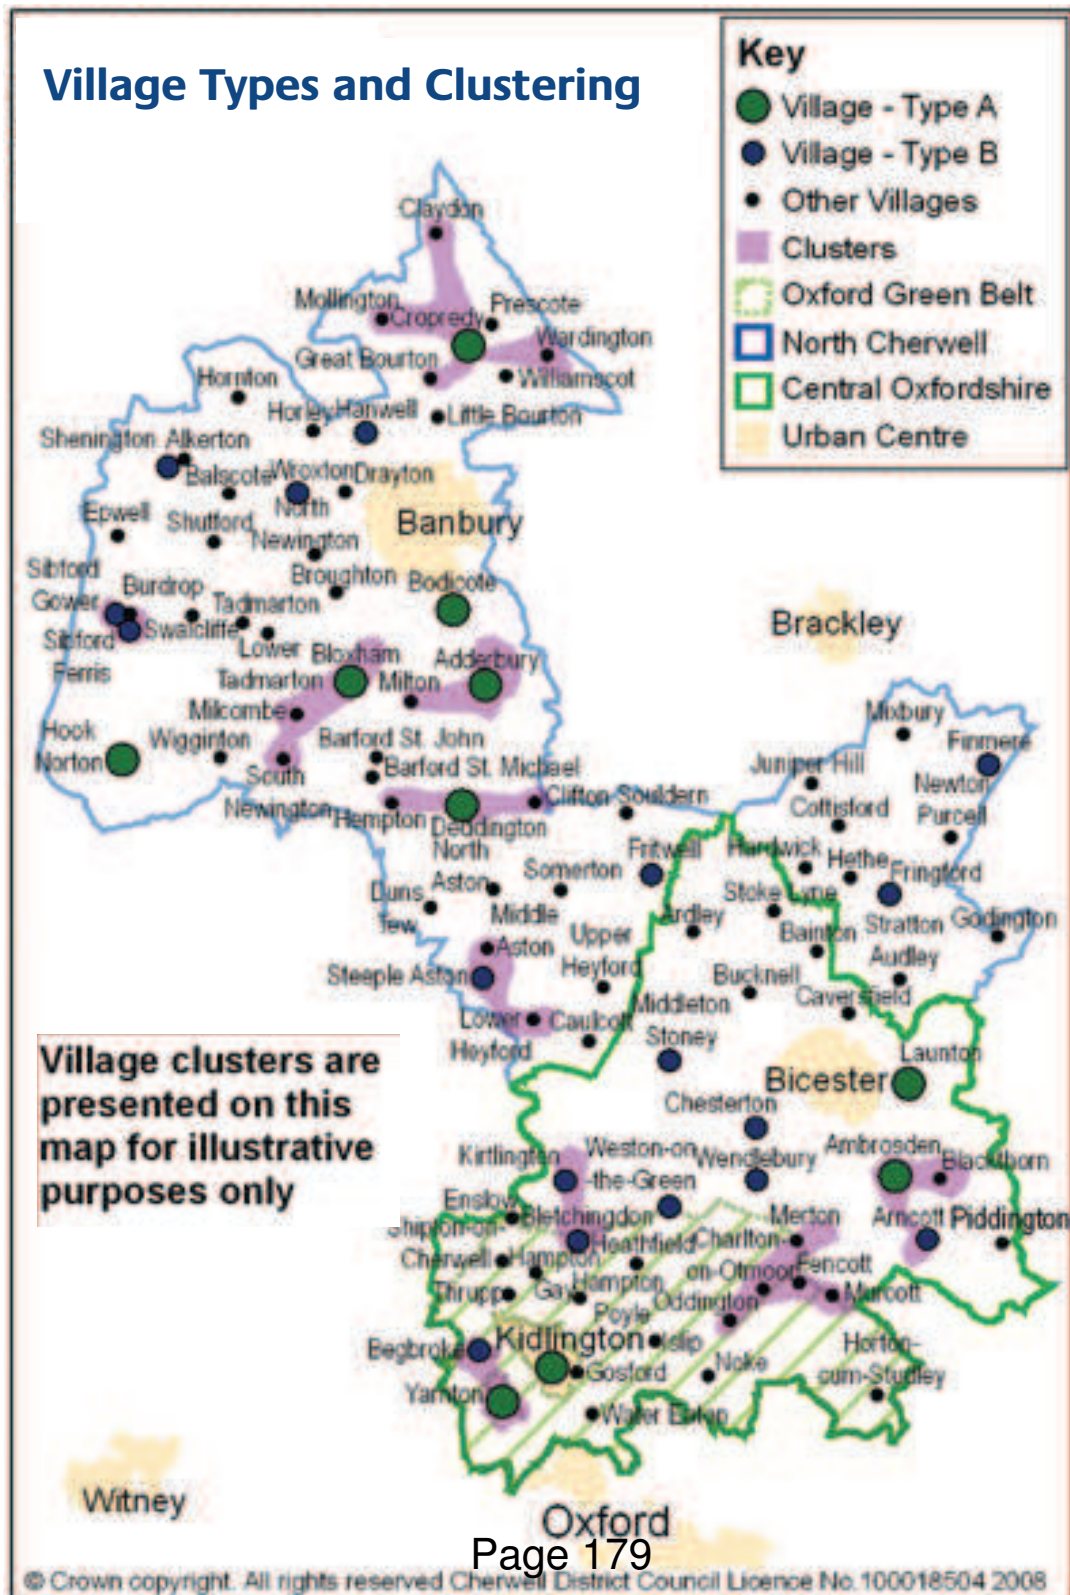 Village Types and Clustering
Key
Village - Type A
Village - Type B
Other Villages
Clusters
Oxford Green Belt
North Cherwell
Central Oxfordshire
Urban Centre
Claydon
Mollington
Cropredy
Prescote
Wardington
Great Bourton
Williamscot
Hornton
Horley
Hanwell
Little Bourton
Shenington
Alkerton
Balscote
Wroxton
Drayton
Epwell
Shutford
North
Newington
Banbury
Broughton
Bodicote
Sibford
Gower
Burdrop
Tadmarton
Swalcliffe
Sibford
Ferris
Lower
Tadmarton
Bloxham
Milton
Adderbury
Brackley
Milcombe
Hook
Norton
Wigginton
Barford St. John
Barford St. Michael
South
Newington
Hempton
Deddington
Clifton
Souldern
Mixbury
Finmere
Juniper Hill
Newton
Purcell
Cottisford
North
Aston
Somerton
Fritwell
Hardwick
Hethe
Fringford
Duns
Tew
Middle
Aston
Upper
Heyford
Ardley
Stoke Lyne
Bainton
Stratton
Audley
Godington
Steeple Aston
Bucknell
Caversfield
Lower
Heyford
Caulcott
Middleton
Stoney
Launton
Bicester
Chesterton
Village clusters are
presented on this
map for illustrative
purposes only
Kirtlington
Weston-on
-the-Green
Wendlebury
Ambrosden
Blackthorn
Enslow
Bletchingdon
Merton
Arncott
Piddington
Shipton-on-
Cherwell
Hampton
Gay
Heathfield
Charlton-
on-Otmoor
Fencott
Thrupp
Hampton
Poyle
Oddington
Murcott
Begbroke
Kidlington
Islip
Horton-
cum-Studley
Yarnton
Gosford
Noke
Water Eaton
Witney
Oxford
Page 179
© Crown copyright. All rights reserved Cherwell District Council Licence No.100018504 2008